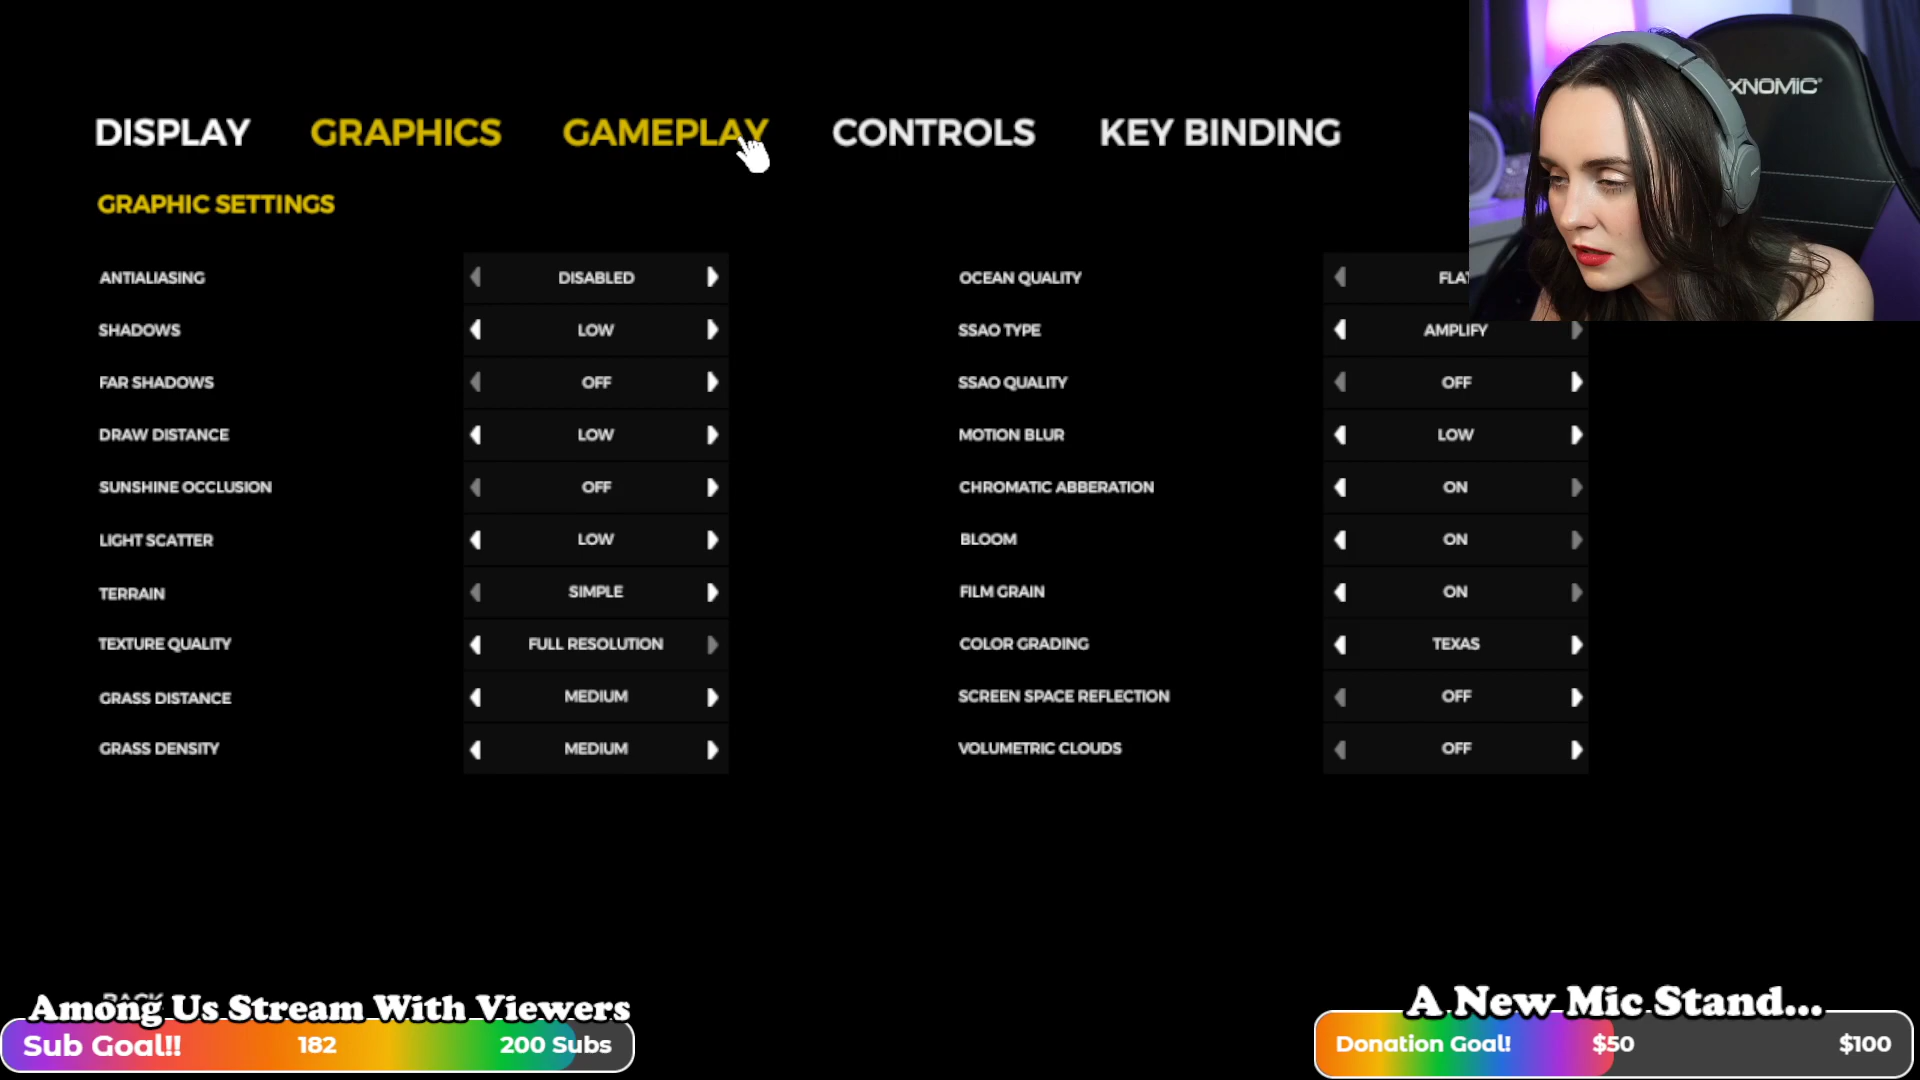 DISPLAY GRAPHICS GAMEPLAY CONTROLS KEY BINDING
XNOMIC®
GRAPHIC SETTINGS
ANTIALIASING DISABLED
SHADOWS LOW
FAR SHADOWS OFF
DRAW DISTANCE LOW
SUNSHINE OCCLUSION OFF
LIGHT SCATTER LOW
TERRAIN SIMPLE
TEXTURE QUALITY FULL RESOLUTION
GRASS DISTANCE MEDIUM
GRASS DENSITY MEDIUM
OCEAN QUALITY FLAT
SSAO TYPE AMPLIFY
SSAO QUALITY OFF
MOTION BLUR LOW
CHROMATIC ABBERATION ON
BLOOM ON
FILM GRAIN ON
COLOR GRADING TEXAS
SCREEN SPACE REFLECTION OFF
VOLUMETRIC CLOUDS OFF
BACK
Among Us Stream With Viewers
Sub Goal!! 182 200 Subs
A New Mic Stand...
Donation Goal! $50 $100